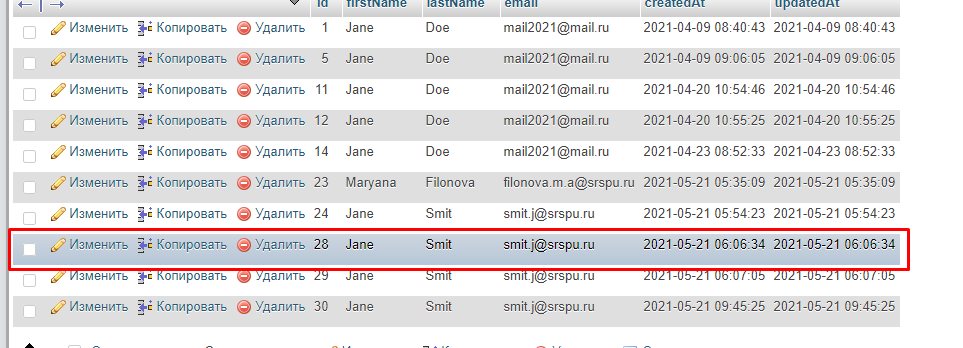 id firstName lastName email createdAt updatedAt
Изменить Копировать Удалить 1 Jane Doe mail2021@mail.ru 2021-04-09 08:40:43 2021-04-09 08:40:43
Изменить Копировать Удалить 5 Jane Doe mail2021@mail.ru 2021-04-09 09:06:05 2021-04-09 09:06:05
Изменить Копировать Удалить 11 Jane Doe mail2021@mail.ru 2021-04-20 10:54:46 2021-04-20 10:54:46
Изменить Копировать Удалить 12 Jane Doe mail2021@mail.ru 2021-04-20 10:55:25 2021-04-20 10:55:25
Изменить Копировать Удалить 14 Jane Doe mail2021@mail.ru 2021-04-23 08:52:33 2021-04-23 08:52:33
Изменить Копировать Удалить 23 Maryana Filonova filonova.m.a@srspu.ru 2021-05-21 05:35:09 2021-05-21 05:35:09
Изменить Копировать Удалить 24 Jane Smit smit.j@srspu.ru 2021-05-21 05:54:23 2021-05-21 05:54:23
Изменить Копировать Удалить 28 Jane Smit smit.j@srspu.ru 2021-05-21 06:06:34 2021-05-21 06:06:34
Изменить Копировать Удалить 29 Jane Smit smit.j@srspu.ru 2021-05-21 06:07:05 2021-05-21 06:07:05
Изменить Копировать Удалить 30 Jane Smit smit.j@srspu.ru 2021-05-21 09:45:25 2021-05-21 09:45:25